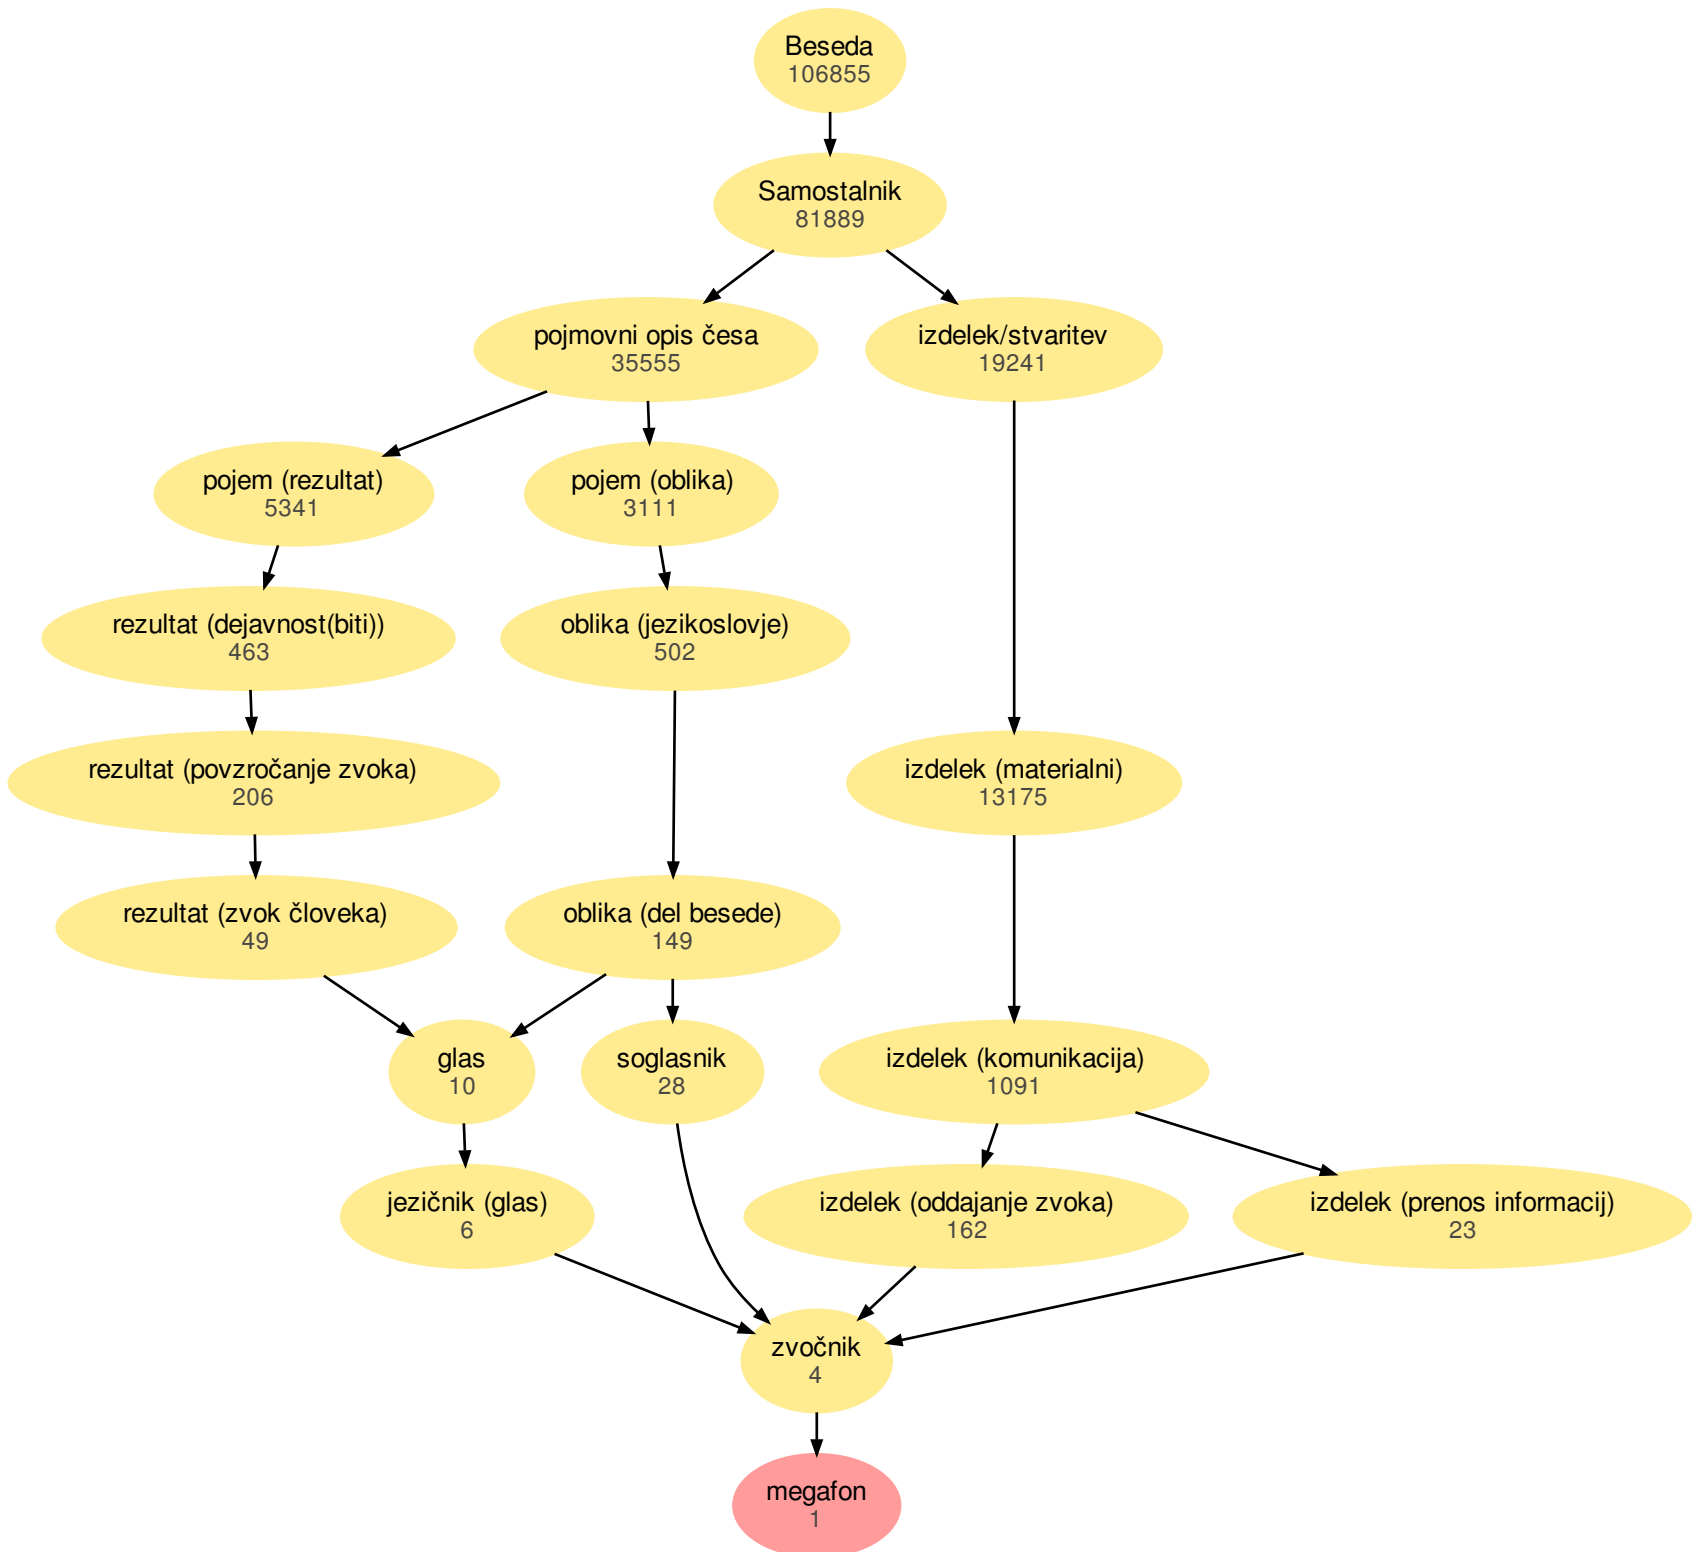 Beseda
106855
Samostalnik
81889
pojmovni opis česa
35555
izdelek/stvaritev
19241
pojem (rezultat)
5341
pojem (oblika)
3111
rezultat (dejavnost(biti))
463
oblika (jezikoslovje)
502
rezultat (povzročanje zvoka)
206
izdelek (materialni)
13175
rezultat (zvok človeka)
49
oblika (del besede)
149
glas
10
soglasnik
28
izdelek (komunikacija)
1091
jezičnik (glas)
6
izdelek (oddajanje zvoka)
162
izdelek (prenos informacij)
23
zvočnik
4
megafon
1